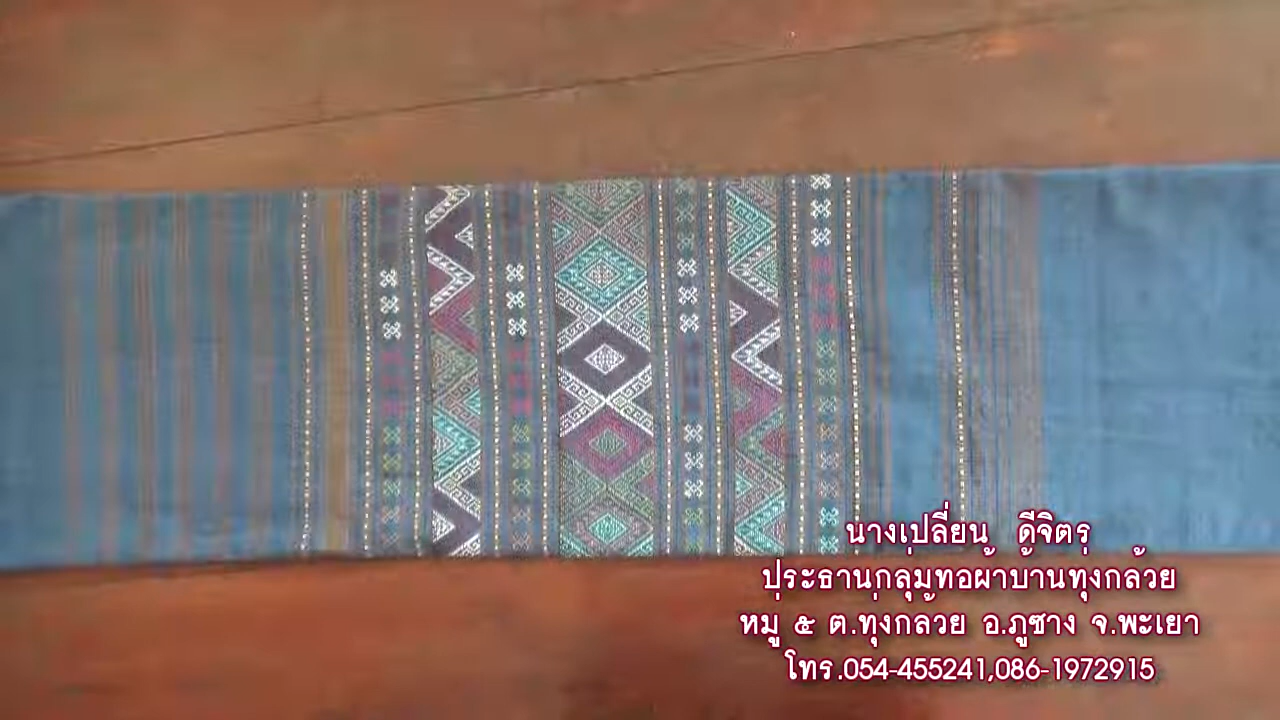 นางเปลี่ยน ดีจิตร
ประธานกลุ่มทอผ้าบ้านทุ่งกล้วย
หมู่ ๕ ต.ทุ่งกล้วย อ.ภูซาง จ.พะเยา
โทร.054-455241,086-1972915